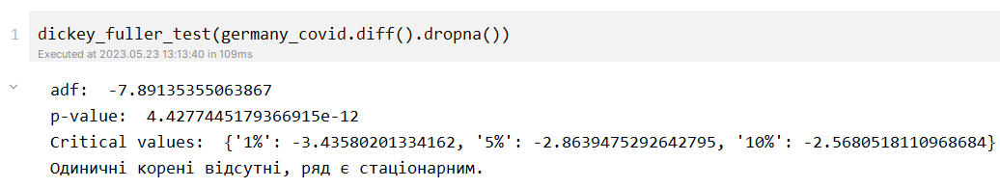 1 dickey_fuller_test(germany_covid.diff().dropna())
Executed at 2023.05.23 13:13:40 in 109ms
adf:  -7.89135355063867
p-value:  4.4277445179366915e-12
Critical values:  {'1%': -3.43580201334162, '5%': -2.8639475292642795, '10%': -2.5680518110968684}
Одиничні корені відсутні, ряд є стаціонарним.